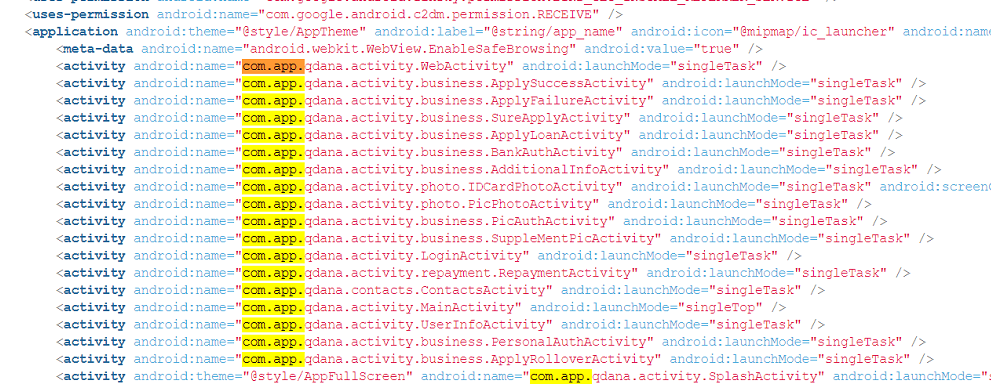 <uses-permission android:name="com.google.android.c2dm.permission.RECEIVE" />
<application android:theme="@style/AppTheme" android:label="@string/app_name" android:icon="@mipmap/ic_launcher" android:name
<meta-data android:name="android.webkit.WebView.EnableSafeBrowsing" android:value="true" />
<activity android:name="com.app.qdana.activity.WebActivity" android:launchMode="singleTask" />
<activity android:name="com.app.qdana.activity.business.ApplySuccessActivity" android:launchMode="singleTask" />
<activity android:name="com.app.qdana.activity.business.ApplyFailureActivity" android:launchMode="singleTask" />
<activity android:name="com.app.qdana.activity.business.SureApplyActivity" android:launchMode="singleTask" />
<activity android:name="com.app.qdana.activity.business.ApplyLoanActivity" android:launchMode="singleTask" />
<activity android:name="com.app.qdana.activity.business.BankAuthActivity" android:launchMode="singleTask" />
<activity android:name="com.app.qdana.activity.business.AdditionalInfoActivity" android:launchMode="singleTask" />
<activity android:name="com.app.qdana.activity.photo.IDCardPhotoActivity" android:launchMode="singleTask" android:screenO
<activity android:name="com.app.qdana.activity.photo.PicPhotoActivity" android:launchMode="singleTask" />
<activity android:name="com.app.qdana.activity.business.PicAuthActivity" android:launchMode="singleTask" />
<activity android:name="com.app.qdana.activity.business.SuppleMentPicActivity" android:launchMode="singleTask" />
<activity android:name="com.app.qdana.activity.LoginActivity" android:launchMode="singleTask" />
<activity android:name="com.app.qdana.activity.repayment.RepaymentActivity" android:launchMode="singleTask" />
<activity android:name="com.app.qdana.contacts.ContactsActivity" android:launchMode="singleTask" />
<activity android:name="com.app.qdana.activity.MainActivity" android:launchMode="singleTop" />
<activity android:name="com.app.qdana.activity.UserInfoActivity" android:launchMode="singleTask" />
<activity android:name="com.app.qdana.activity.business.PersonalAuthActivity" android:launchMode="singleTask" />
<activity android:name="com.app.qdana.activity.business.ApplyRolloverActivity" android:launchMode="singleTask" />
<activity android:theme="@style/AppFullScreen" android:name="com.app.qdana.activity.SplashActivity" android:launchMode="s